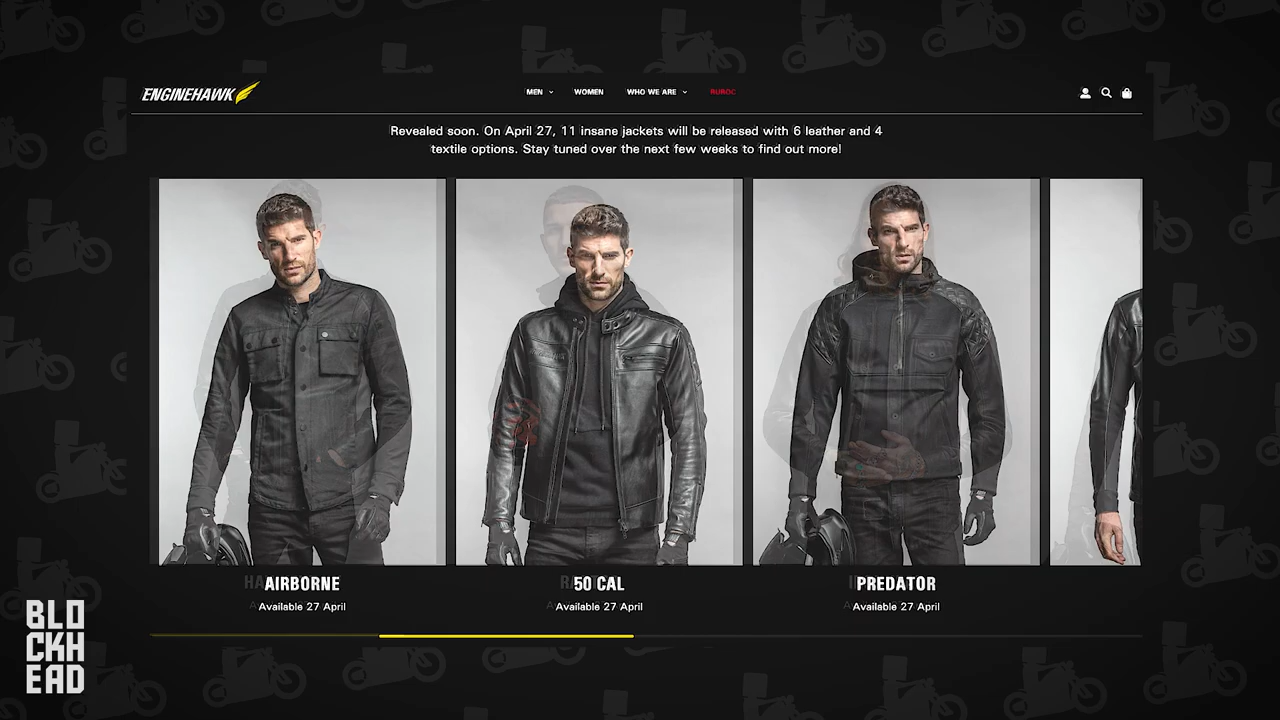 ENGINEHAWK
MEN
WOMEN
WHO WE ARE
RUROC
Revealed soon. On April 27, 11 insane jackets will be released with 6 leather and 4
textile options. Stay tuned over the next few weeks to find out more!
AIRBORNE
50 CAL
PREDATOR
Available 27 April
Available 27 April
Available 27 April
BLO
CKH
EAD